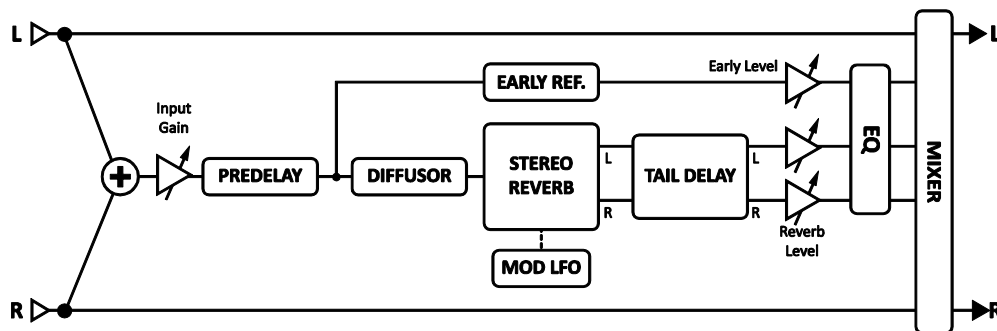 L
L
Early Level
EARLY REF.
Input
Gain
+
PREDELAY
DIFFUSOR
STEREO
REVERB
L
R
TAIL DELAY
L
R
EQ
MIXER
Reverb
Level
MOD LFO
R
R